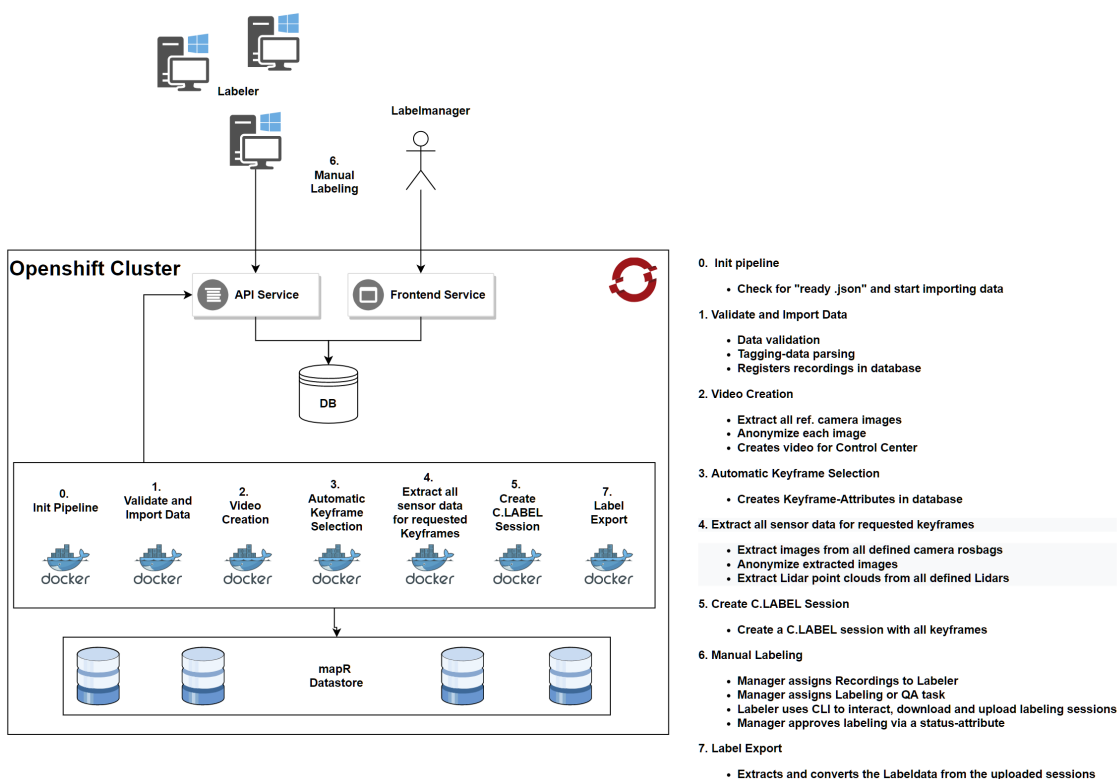 Labeler
Labelmanager
6.
Manual
Labeling
Openshift Cluster
API Service
Frontend Service
DB
0.
Init Pipeline
1.
Validate and
Import Data
2.
Video
Creation
3.
Automatic
Keyframe
Selection
4.
Extract all
sensor data
for requested
Keyframes
5.
Create
C.LABEL
Session
7.
Label
Export
docker
docker
docker
docker
docker
docker
docker
mapR
Datastore
0. Init pipeline
• Check for "ready .json" and start importing data
1. Validate and Import Data
• Data validation
• Tagging-data parsing
• Registers recordings in database
2. Video Creation
• Extract all ref. camera images
• Anonymize each image
• Creates video for Control Center
3. Automatic Keyframe Selection
• Creates Keyframe-Attributes in database
4. Extract all sensor data for requested keyframes
• Extract images from all defined camera rosbags
• Anonymize extracted images
• Extract Lidar point clouds from all defined Lidars
5. Create C.LABEL Session
• Create a C.LABEL session with all keyframes
6. Manual Labeling
• Manager assigns Recordings to Labeler
• Manager assigns Labeling or QA task
• Labeler uses CLI to interact, download and upload labeling sessions
• Manager approves labeling via a status-attribute
7. Label Export
• Extracts and converts the Labeldata from the uploaded sessions